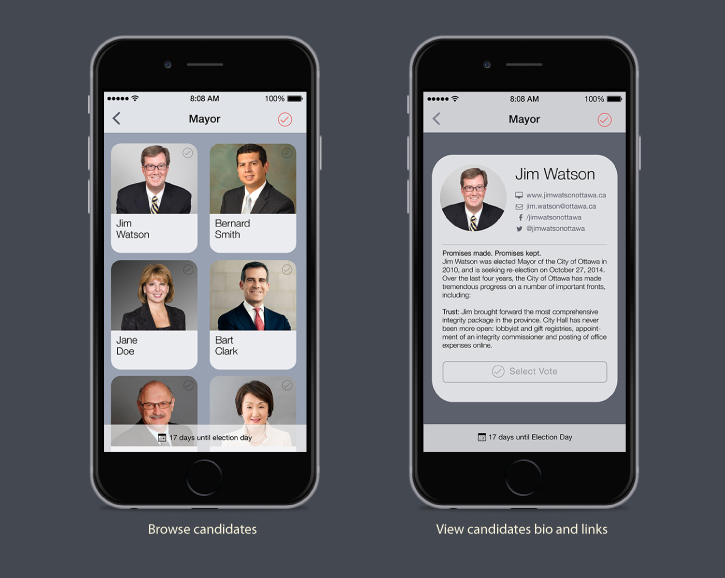 8:08 AM
100%
Mayor
Jim
Watson
Bernard
Smith
Jane
Doe
Bart
Clark
17 days until election day
Browse candidates
8:08 AM
100%
Mayor
Jim Watson
www.jimwatsonottawa.ca
jim.watson@ottawa.ca
/jimwatsonottawa
@jimwatsonottawa
Promises made. Promises kept.
Jim Watson was elected Mayor of the City of Ottawa in
2010, and is seeking re-election on October 27, 2014.
Over the last four years, the City of Ottawa has made
tremendous progress on a number of important fronts,
including:
Trust: Jim brought forward the most comprehensive
integrity package in the province. City Hall has never
been more open: lobbyist and gift registries, appoint-
ment of an integrity commissioner and posting of office
expenses online.
Select Vote
17 days until Election Day
View candidates bio and links